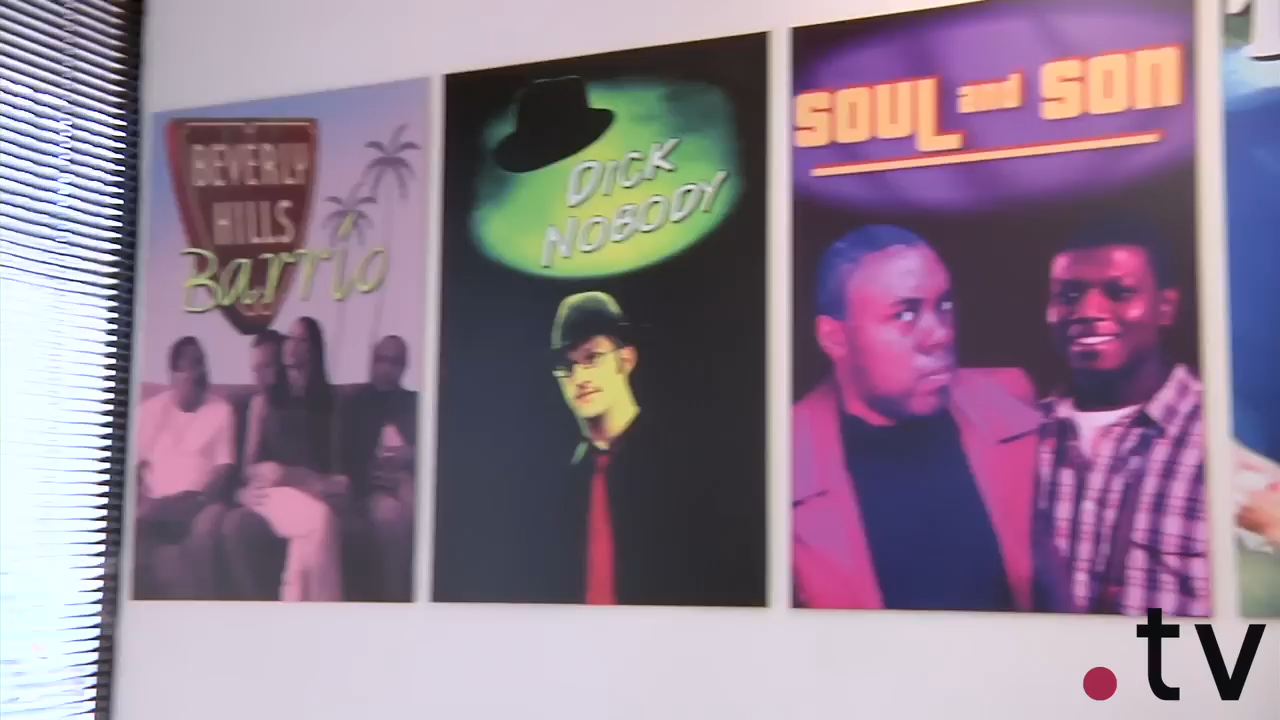 BEVERLY
HILLS
Barrio
DICK
NOBODY
SOUL and SON
.tv